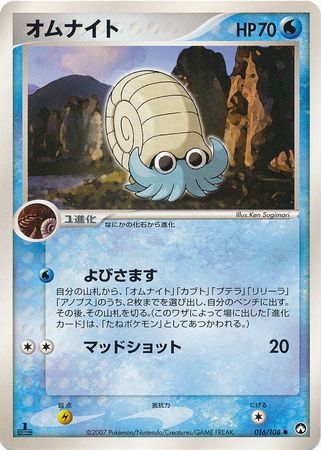 オムナイト HP70
Illus.Ken Sugimori
1進化 なにかの化石から進化
よびさます
自分の山札から、「オムナイト」「カブト」「プテラ」「リリーラ」
「アノプス」のうち、2枚までを選び出し、自分のベンチに出す。
その後、その山札を切る。(このワザによって場に出した「進化
カード」は、「たねポケモン」としてあつかわれる。)
マッドショット 20
弱点 抵抗力 にげる
1
EDITION
©2007 Pokémon/Nintendo/Creatures/GAME FREAK. 016/108 ●